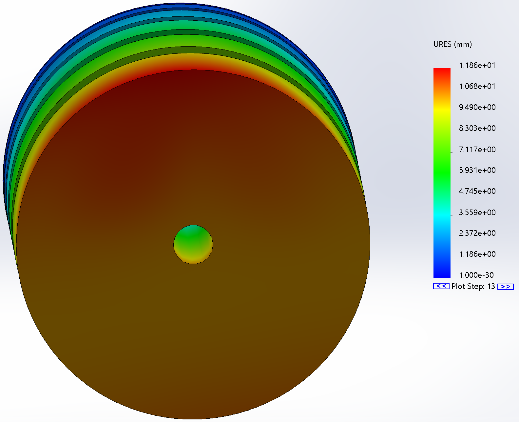 URES (mm)
1.186e+01
1.068e+01
9.490e+00
8.303e+00
7.117e+00
5.931e+00
4.745e+00
3.559e+00
2.372e+00
1.186e+00
1.000e-30
<< Plot Step: 13 >>